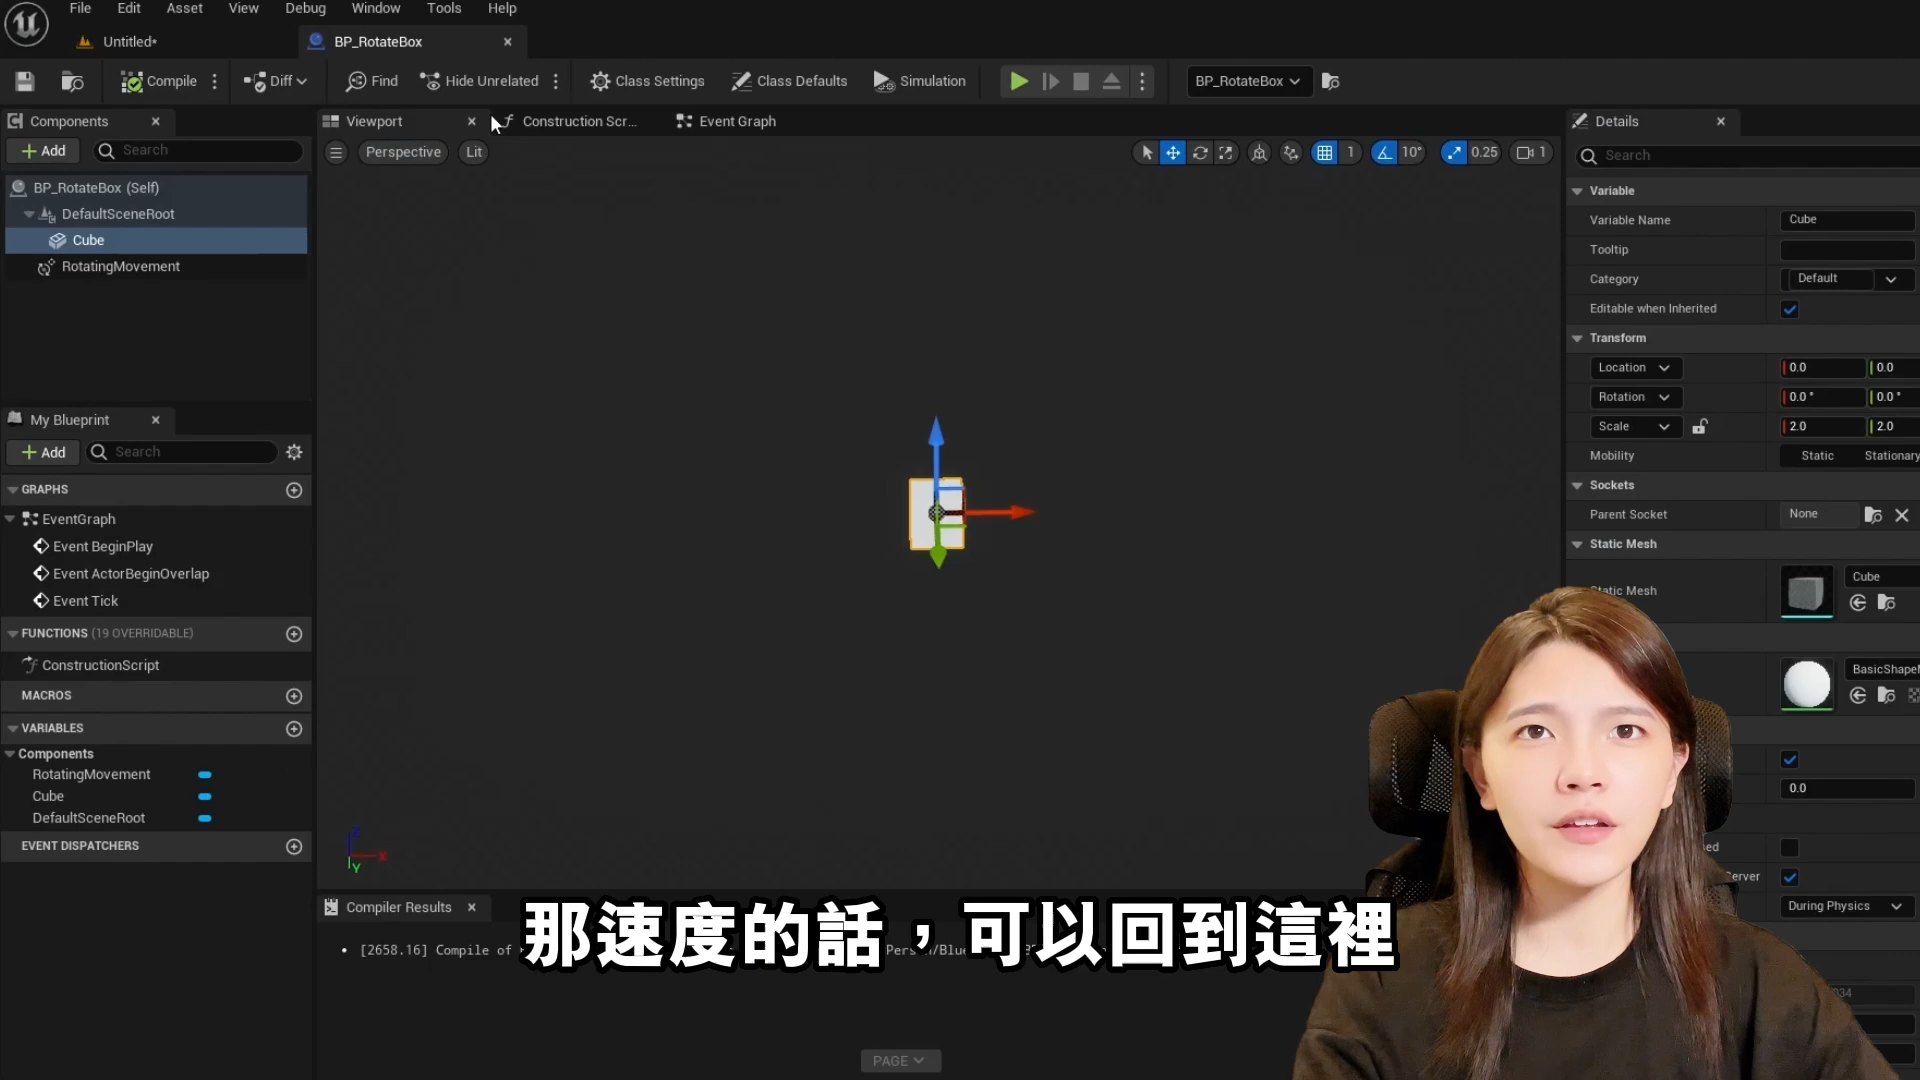 File Edit Asset View Debug Window Tools Help
Untitled*
BP_RotateBox
Compile
Diff
Find
Hide Unrelated
Class Settings
Class Defaults
Simulation
BP_RotateBox
Components
Add
Search
BP_RotateBox (Self)
DefaultSceneRoot
Cube
RotatingMovement
My Blueprint
Add
Search
GRAPHS
EventGraph
Event BeginPlay
Event ActorBeginOverlap
Event Tick
FUNCTIONS (19 OVERRIDABLE)
ConstructionScript
MACROS
VARIABLES
Components
RotatingMovement
Cube
DefaultSceneRoot
EVENT DISPATCHERS
Viewport
Construction Scr...
Event Graph
Perspective
Lit
1
10°
0.25
1
Z
X
Y
Compiler Results
[2658.16] Compile of
那速度的話，可以回到這裡
PAGE
Details
Search
Variable
Variable Name Cube
Tooltip
Category Default
Editable when Inherited
Transform
Location 0.0 0.0
Rotation 0.0 ° 0.0 °
Scale 2.0 2.0
Mobility Static Stationary
Sockets
Parent Socket None
Static Mesh
Static Mesh Cube
0.0
During Physics